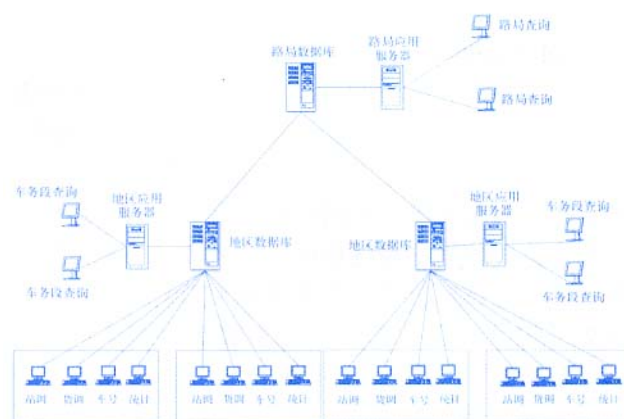 路局查询
路局数据库
路局应用
服务器
路局查询
车务段查询
地区应用
服务器
地区数据库
车务段查询
地区应用
服务器
地区数据库
车务段查询
车务段查询
站调 货调 车号 统计
站调 货调 车号 统计
站调 货调 车号 统计
站调 货调 车号 统计